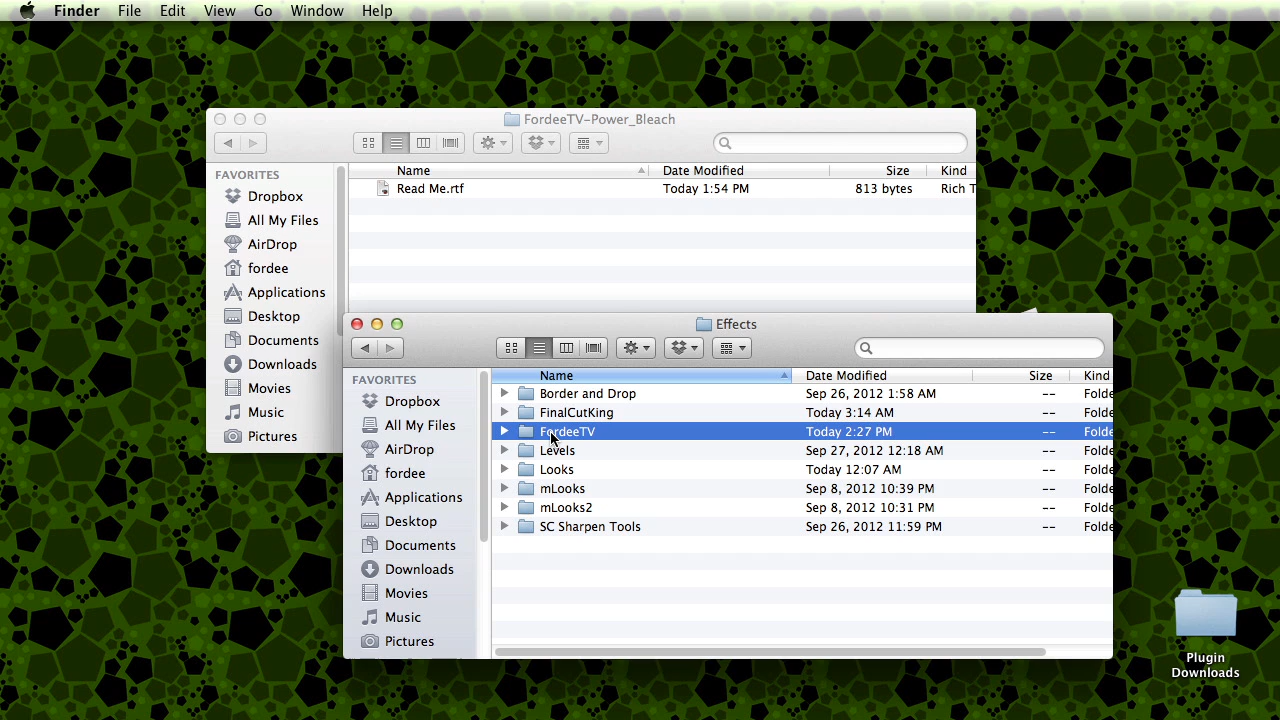 Finder File Edit View Go Window Help
FordeeTV-Power_Bleach
FAVORITES
Dropbox
All My Files
AirDrop
fordee
Applications
Desktop
Documents
Downloads
Movies
Music
Pictures
Name Date Modified Size Kind
Read Me.rtf Today 1:54 PM 813 bytes Rich T
Effects
FAVORITES
Dropbox
All My Files
AirDrop
fordee
Applications
Desktop
Documents
Downloads
Movies
Music
Pictures
Name Date Modified Size Kind
Border and Drop Sep 26, 2012 1:58 AM -- Folde
FinalCutKing Today 3:14 AM -- Folde
FordeeTV Today 2:27 PM -- Folde
Levels Sep 27, 2012 12:18 AM -- Folde
Looks Today 12:07 AM -- Folde
mLooks Sep 8, 2012 10:39 PM -- Folde
mLooks2 Sep 8, 2012 10:31 PM -- Folde
SC Sharpen Tools Sep 26, 2012 11:59 PM -- Folde
Plugin
Downloads